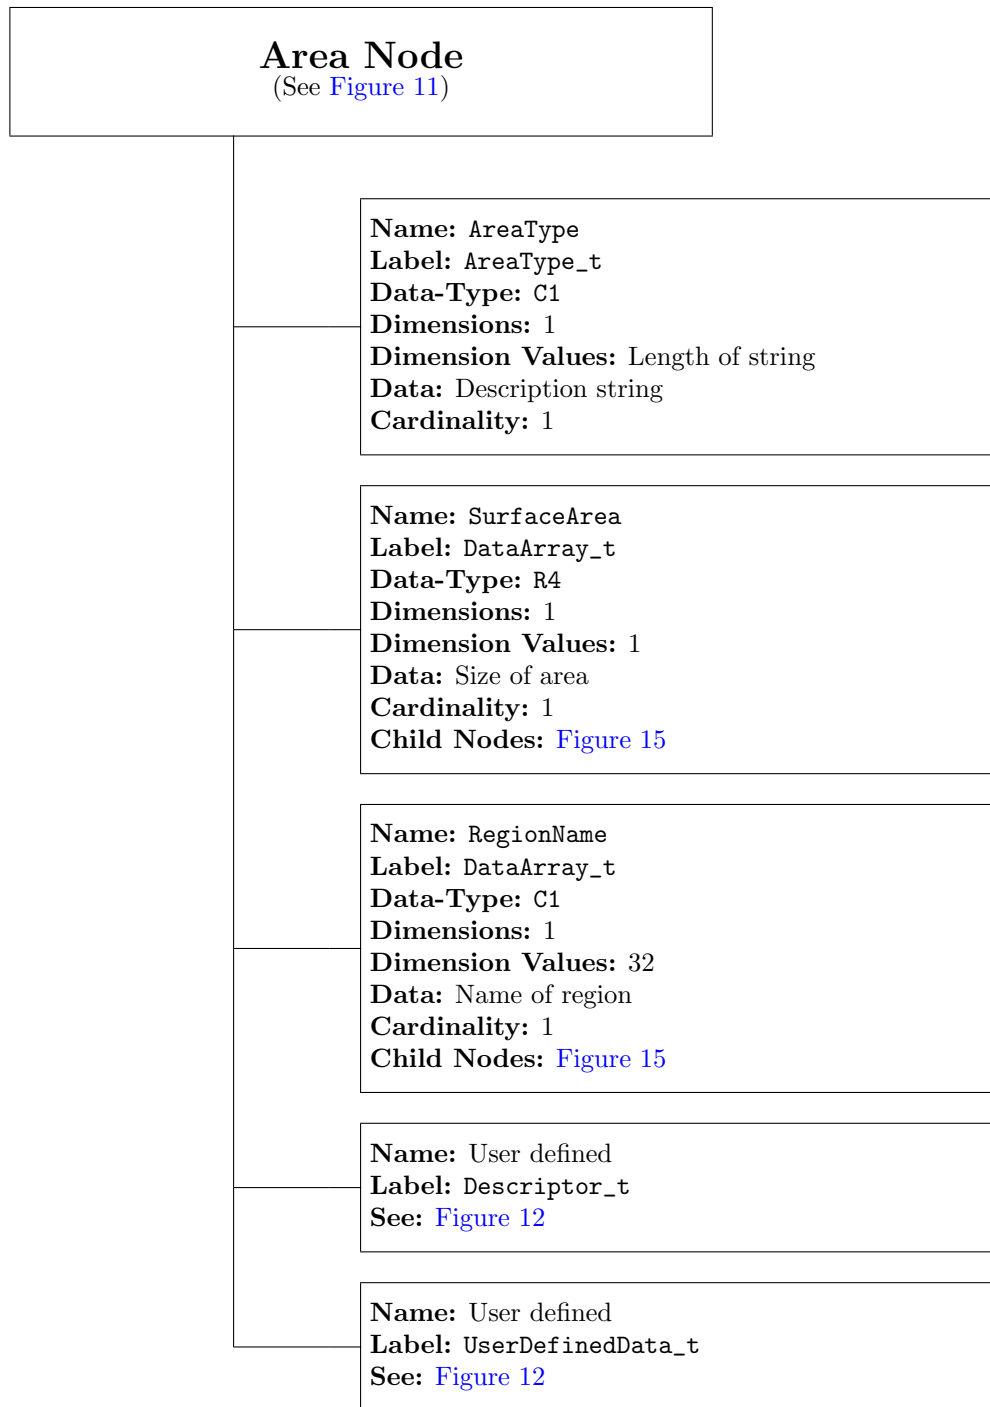 Area Node
(See Figure 11)
Name: AreaType
Label: AreaType_t
Data-Type: C1
Dimensions: 1
Dimension Values: Length of string
Data: Description string
Cardinality: 1
Name: SurfaceArea
Label: DataArray_t
Data-Type: R4
Dimensions: 1
Dimension Values: 1
Data: Size of area
Cardinality: 1
Child Nodes: Figure 15
Name: RegionName
Label: DataArray_t
Data-Type: C1
Dimensions: 1
Dimension Values: 32
Data: Name of region
Cardinality: 1
Child Nodes: Figure 15
Name: User defined
Label: Descriptor_t
See: Figure 12
Name: User defined
Label: UserDefinedData_t
See: Figure 12